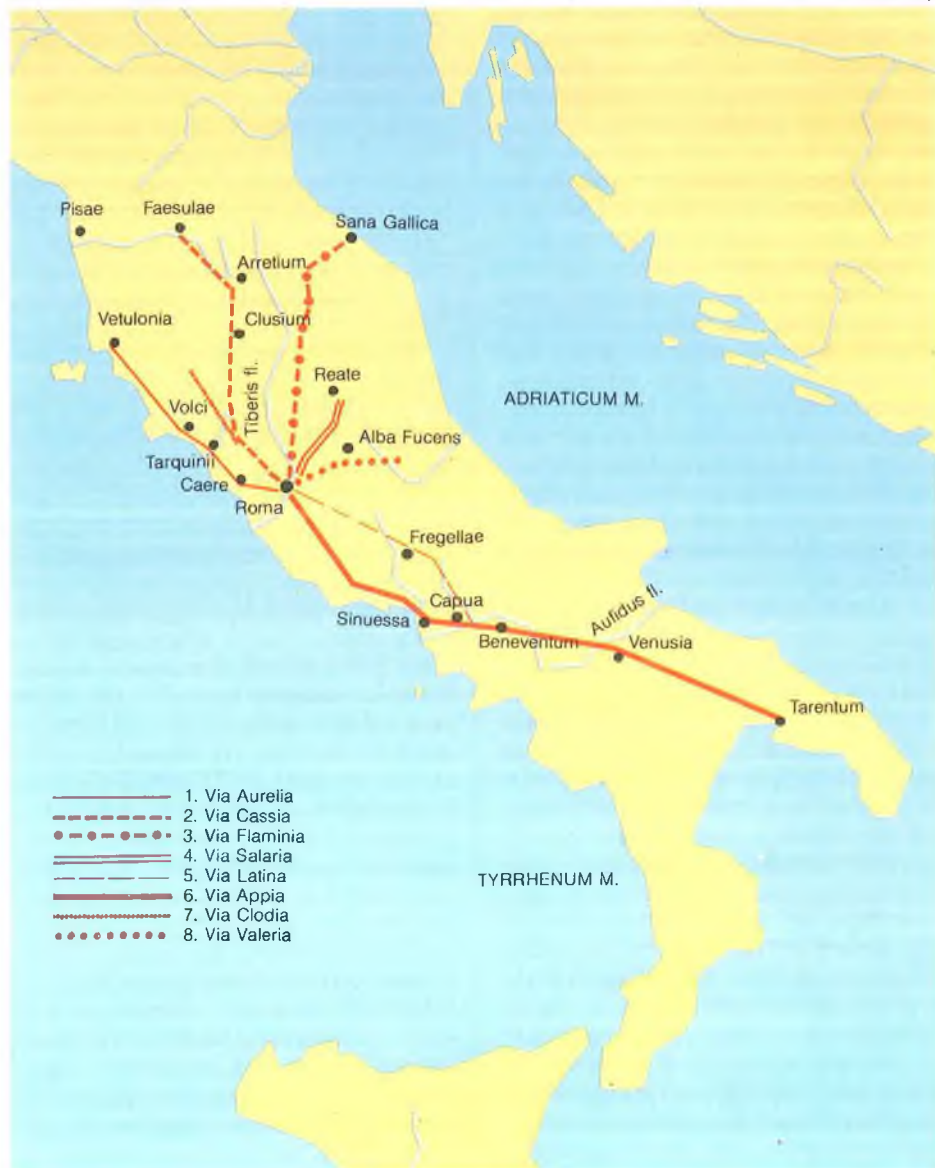 Pisae
Faesulae
Sana Gallica
Arretium
Vetulonia
Clusium
Tiberis fl.
Reate
ADRIATICUM M.
Volci
Alba Fucens
Tarquinii
Caere
Roma
Fregellae
Capua
Aufidus fl.
Sinuessa
Beneventum
Venusia
Tarentum
1. Via Aurelia
2. Via Cassia
3. Via Flaminia
4. Via Salaria
5. Via Latina
6. Via Appia
7. Via Clodia
8. Via Valeria
TYRRHENUM M.